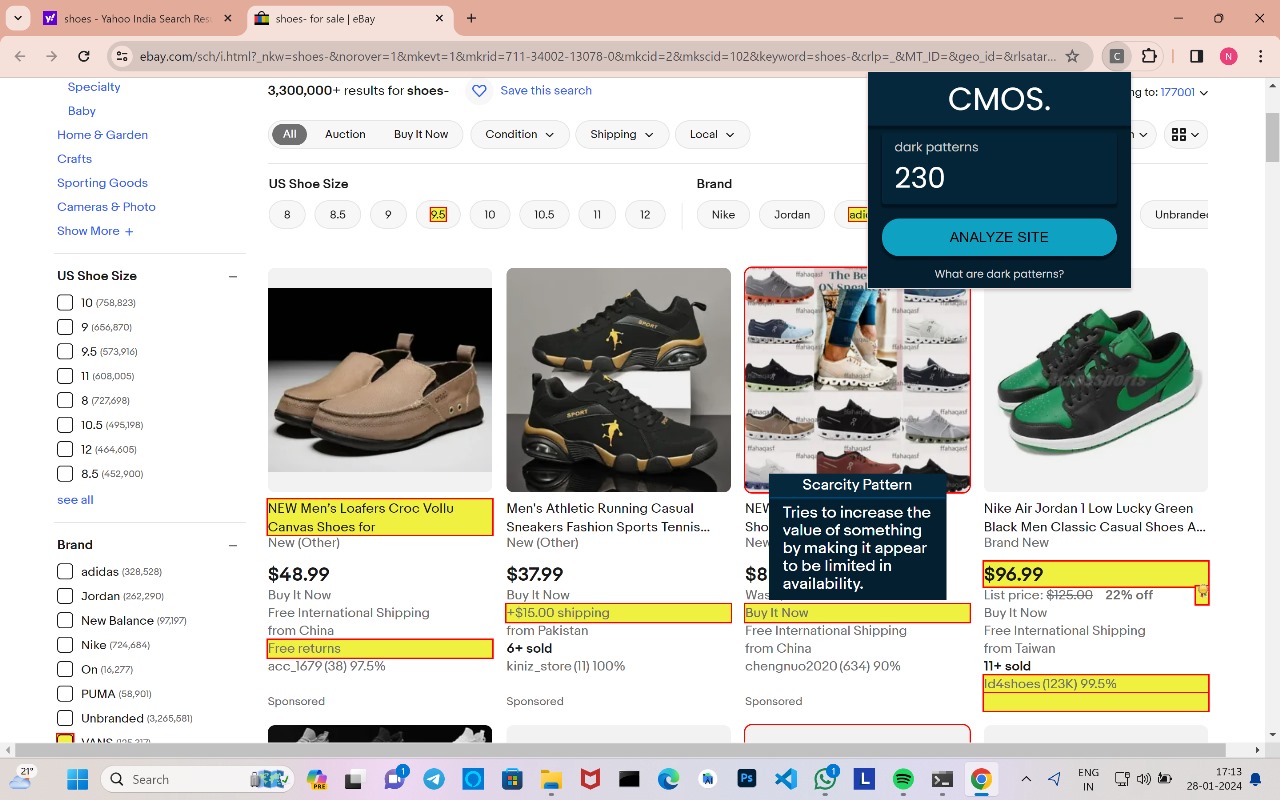 shoes - Yahoo India Search Res
shoes- for sale | eBay
ebay.com/sch/i.html?_nkw=shoes-&norover=1&mkevt=1&mkrid=711-34002-13078-0&mkcid=2&mkscid=102&keyword=shoes-&crlp=_&MT_ID=&geo_id=&rlsatar...
C
N
Specialty
Baby
Home & Garden
Crafts
Sporting Goods
Cameras & Photo
Show More +
3,300,000+ results for shoes-
Save this search
ng to: 177001
All
Auction
Buy It Now
Condition
Shipping
Local
CMOS.
dark patterns
230
ANALYZE SITE
What are dark patterns?
US Shoe Size
8
8.5
9
9.5
10
10.5
11
12
Brand
Nike
Jordan
adi
Unbranded
US Shoe Size
10 (758,823)
9 (656,870)
9.5 (573,916)
11 (608,005)
8 (727,698)
10.5 (495,198)
12 (464,605)
8.5 (452,900)
see all
Brand
adidas (328,528)
Jordan (262,290)
New Balance (97,197)
Nike (724,684)
On (16,277)
PUMA (58,901)
Unbranded (3,265,581)
NEW Men's Loafers Croc Vollu
Canvas Shoes for
New (Other)
$48.99
Buy It Now
Free International Shipping
from China
Free returns
acc_1679 (38) 97.5%
Sponsored
SPORT
SPORT
Men's Athletic Running Casual
Sneakers Fashion Sports Tennis...
New (Other)
$37.99
Buy It Now
+$15.00 shipping
from Pakistan
6+ sold
kiniz_store (11) 100%
The Be
ON Sneak
ffahaqasf
ffahaqasf
ffahaqasf
ffahaqasf
Scarcity Pattern
Tries to increase the
value of something
by making it appear
to be limited in
availability.
NEW
Sho
New
$8
Was
Buy It Now
Free International Shipping
from China
chengnuo2020 (634) 90%
Sponsored
Nike Air Jordan 1 Low Lucky Green
Black Men Classic Casual Shoes A...
Brand New
$96.99
List price: $125.00 22% off
Buy It Now
Free International Shipping
from Taiwan
11+ sold
ld4shoes (123K) 99.5%
21°
Search
PRE
1
Ps
1
L
ENG
IN
17:13
28-01-2024